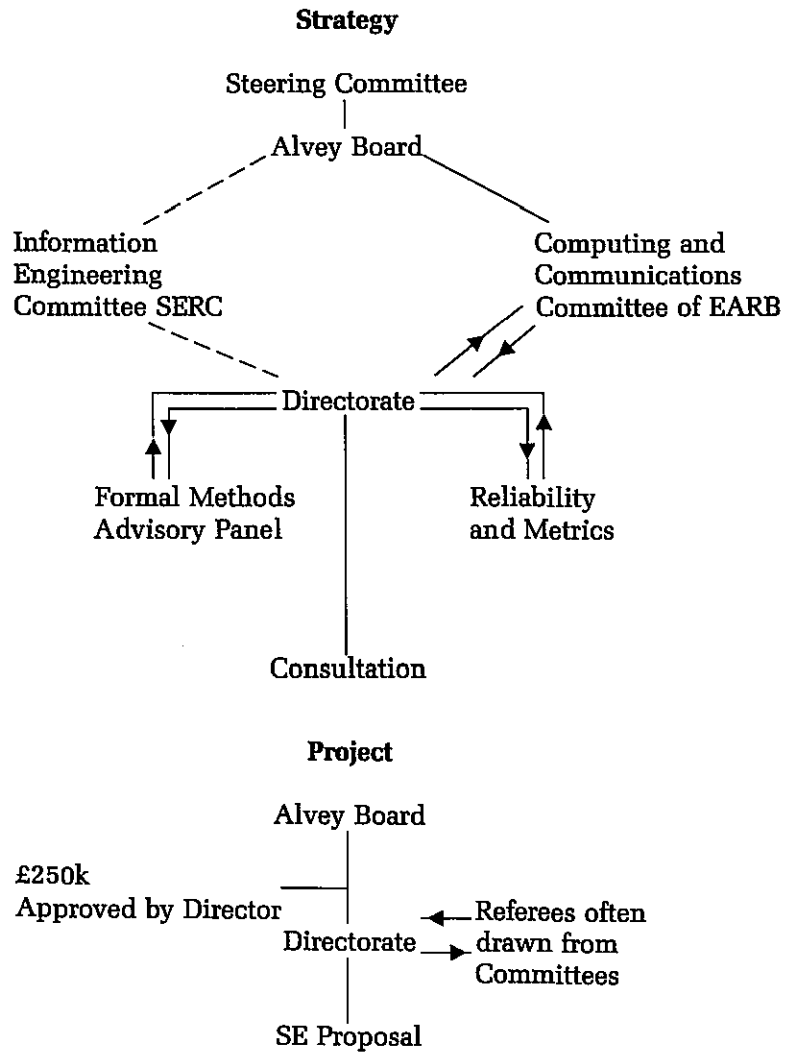 Strategy
Steering Committee
Alvey Board
Information
Engineering
Committee SERC
Computing and
Communications
Committee of EARB
Directorate
Formal Methods
Advisory Panel
Reliability
and Metrics
Consultation
Project
Alvey Board
£250k
Approved by Director
Referees often
drawn from
Committees
Directorate
SE Proposal